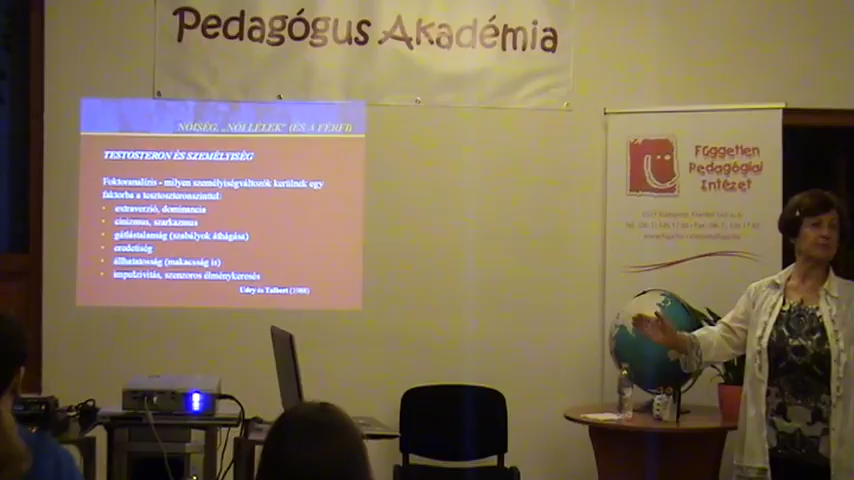 Pedagógus Akadémia
NŐISÉG, „NŐI LÉLEK” (ÉS A FÉRFI)
TESTOSTERON ÉS SZEMÉLYISÉG
Faktoranalízis - milyen személyiségváltozók kerülnek egy
faktorba a tesztoszteronszinttel:
• extraverzió, dominancia
• cinizmus, szarkazmus
• gátlástalanság (szabályok áthágása)
• eredetiség
• állhatatosság (makacsság is)
• impulzivitás, szenzoros élménykeresés
Udry és Talbert (1988)
Független
Pedagógiai
Intézet